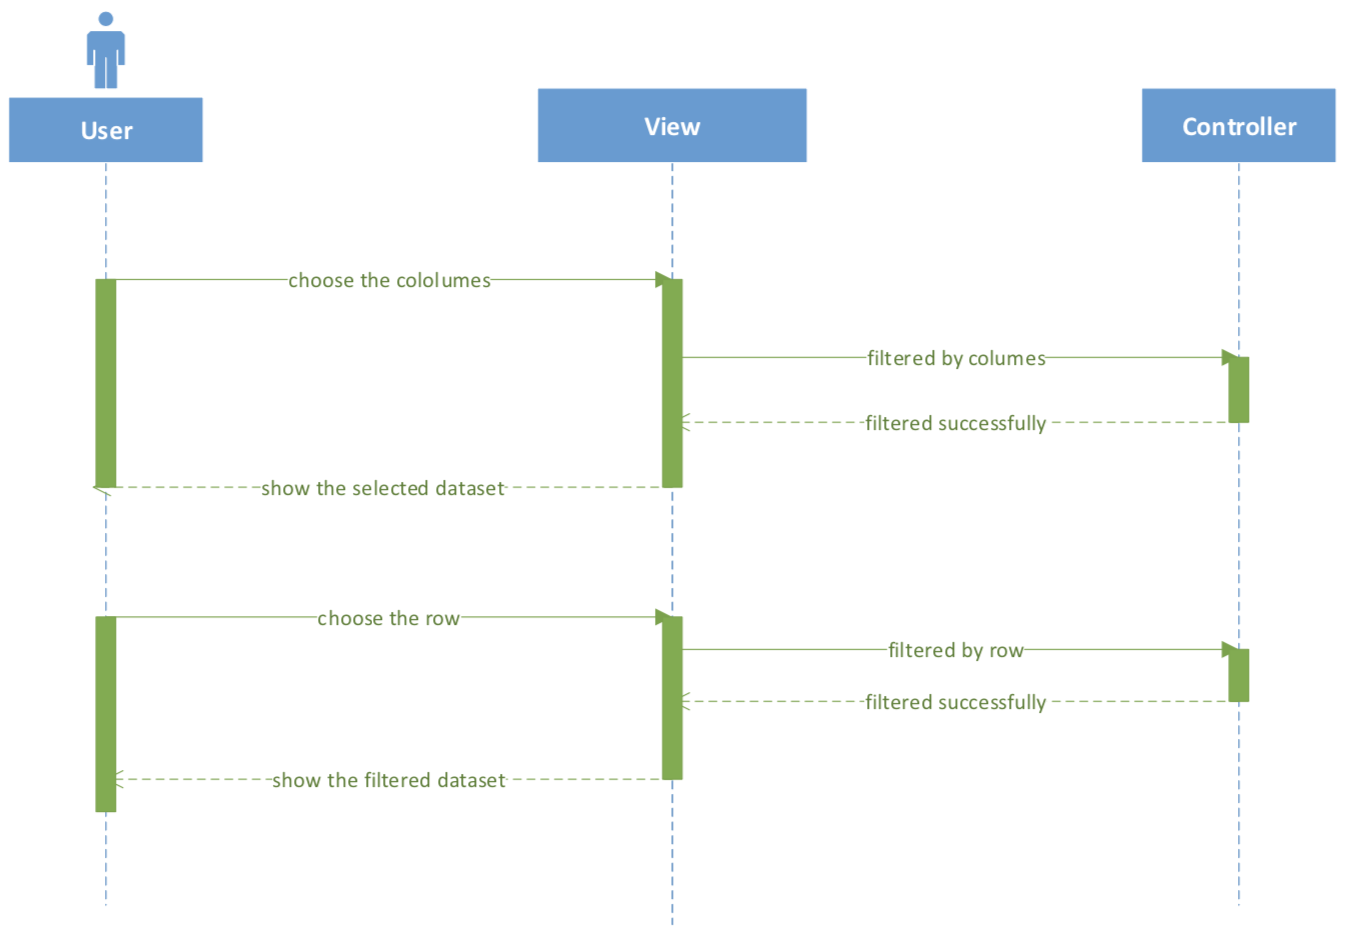 User
View
Controller
choose the cololumes
filtered by columes
filtered successfully
show the selected dataset
choose the row
filtered by row
filtered successfully
show the filtered dataset